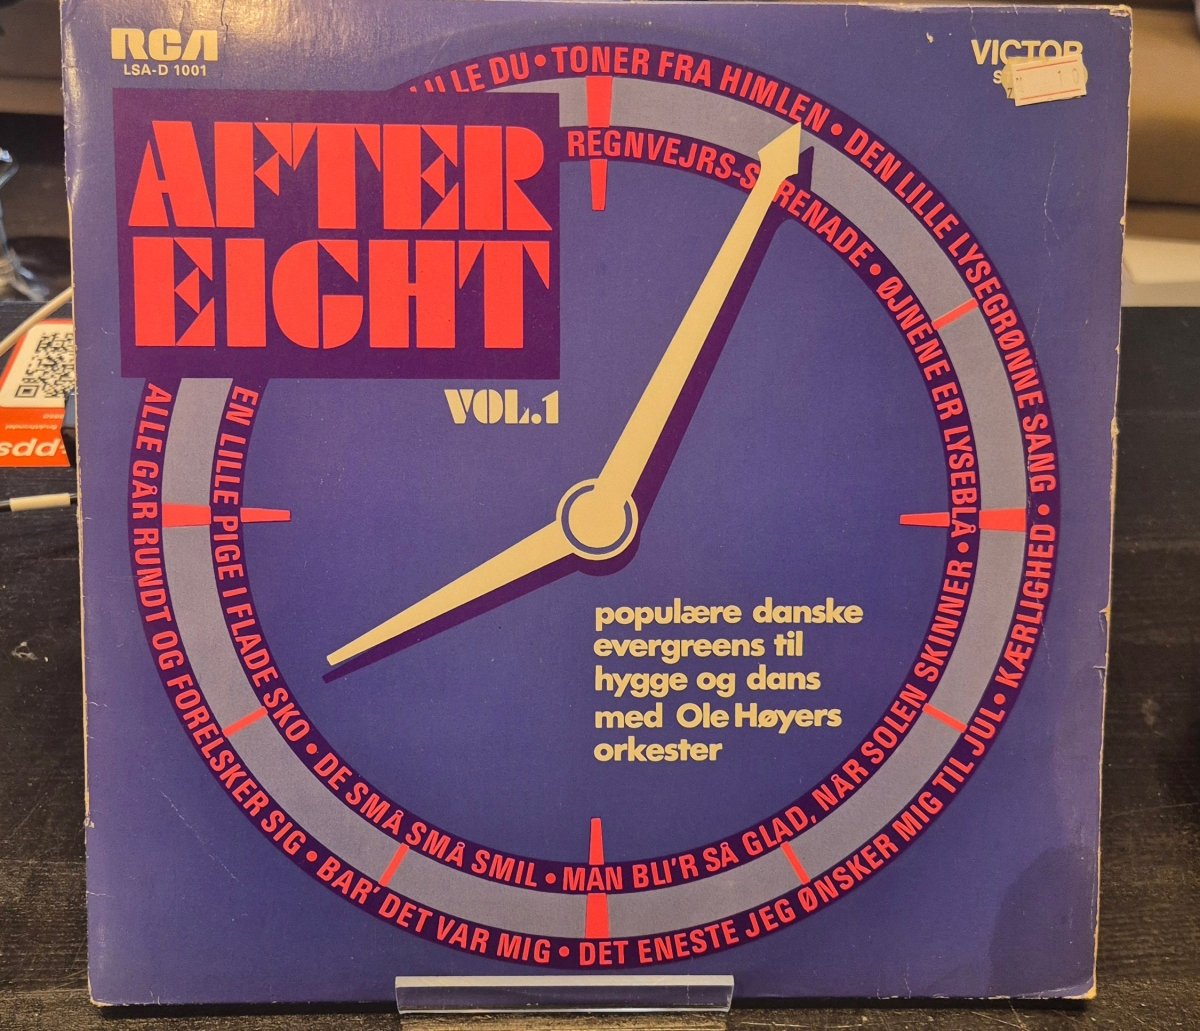 RCA
LSA-D 1001
VICTOR
AFTER
EIGHT
VOL.1
LILLE DU • TONER FRA HIMLEN • DEN LILLE LYSEGRØNNE SANG • KÆRLIGHED • DET ENESTE JEG ØNSKER MIG TIL JUL • BAR' DET VAR MIG • ALLE GÅR RUNDT OG FORELSKER SIG
REGNVEJRS-SERENADE • ØJNENE ER LYSEBLÅ • MAN BLI'R SÅ GLAD, NÅR SOLEN SKINNER • DE SMÅ SMÅ SMIL • EN LILLE PIGE I FLADE SKO
populære danske
evergreens til
hygge og dans
med Ole Høyers
orkester